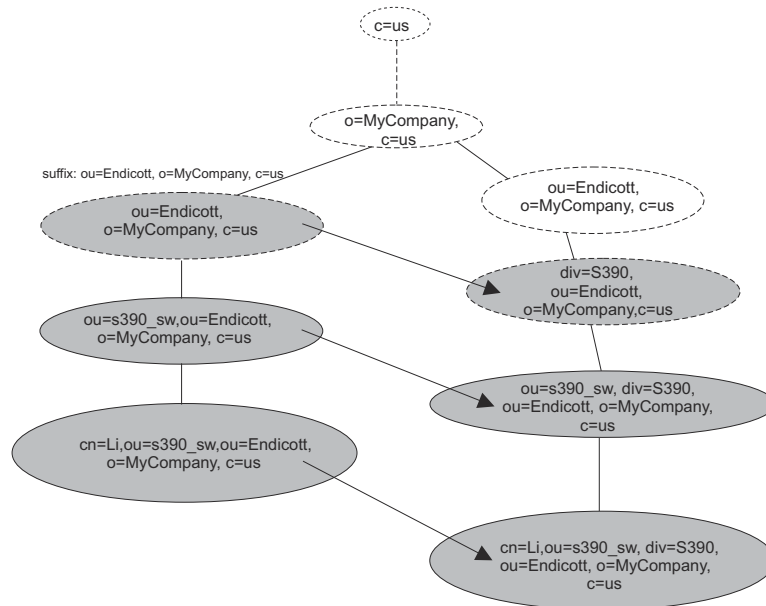 c=us
o=MyCompany,
c=us
suffix: ou=Endicott, o=MyCompany, c=us
ou=Endicott,
o=MyCompany, c=us
ou=Endicott,
o=MyCompany, c=us
div=S390,
ou=Endicott,
o=MyCompany,c=us
ou=s390_sw,ou=Endicott,
o=MyCompany, c=us
ou=s390_sw, div=S390,
ou=Endicott, o=MyCompany,
c=us
cn=Li,ou=s390_sw,ou=Endicott,
o=MyCompany, c=us
cn=Li,ou=s390_sw, div=S390,
ou=Endicott, o=MyCompany,
c=us